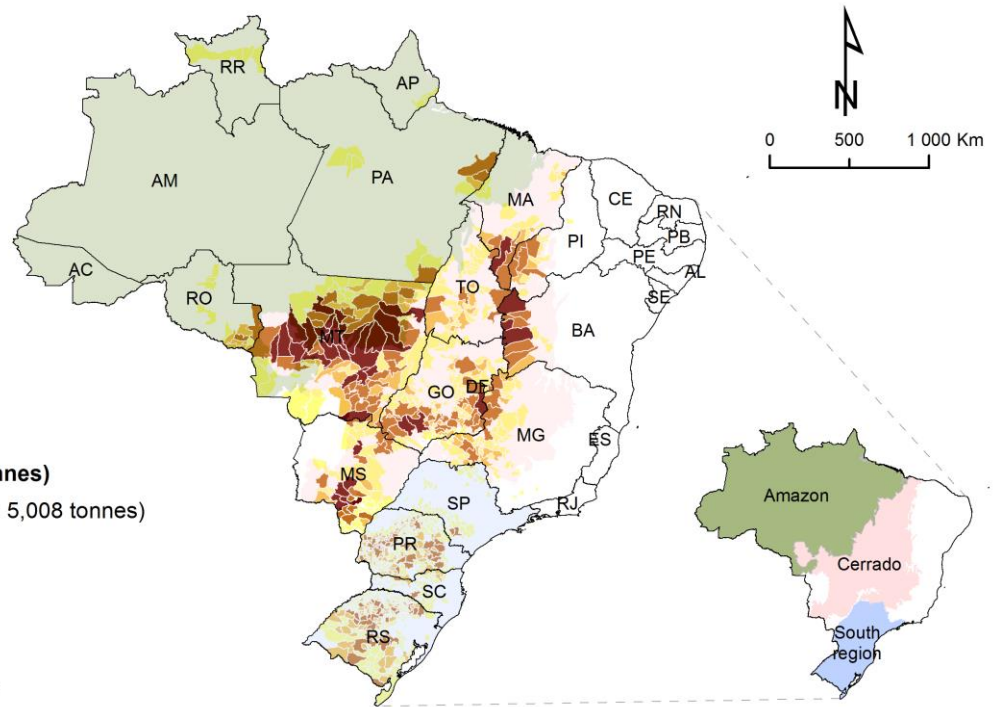 RR
AP
N
0 500 1 000 Km
AM
PA
MA
CE
RN
PB
PI
PE
AL
SE
AC
RO
TO
BA
MT
GO
DF
MG
ES
nnes)
5,008 tonnes)
MS
SP
RJ
PR
SC
RS
Amazon
Cerrado
South
region